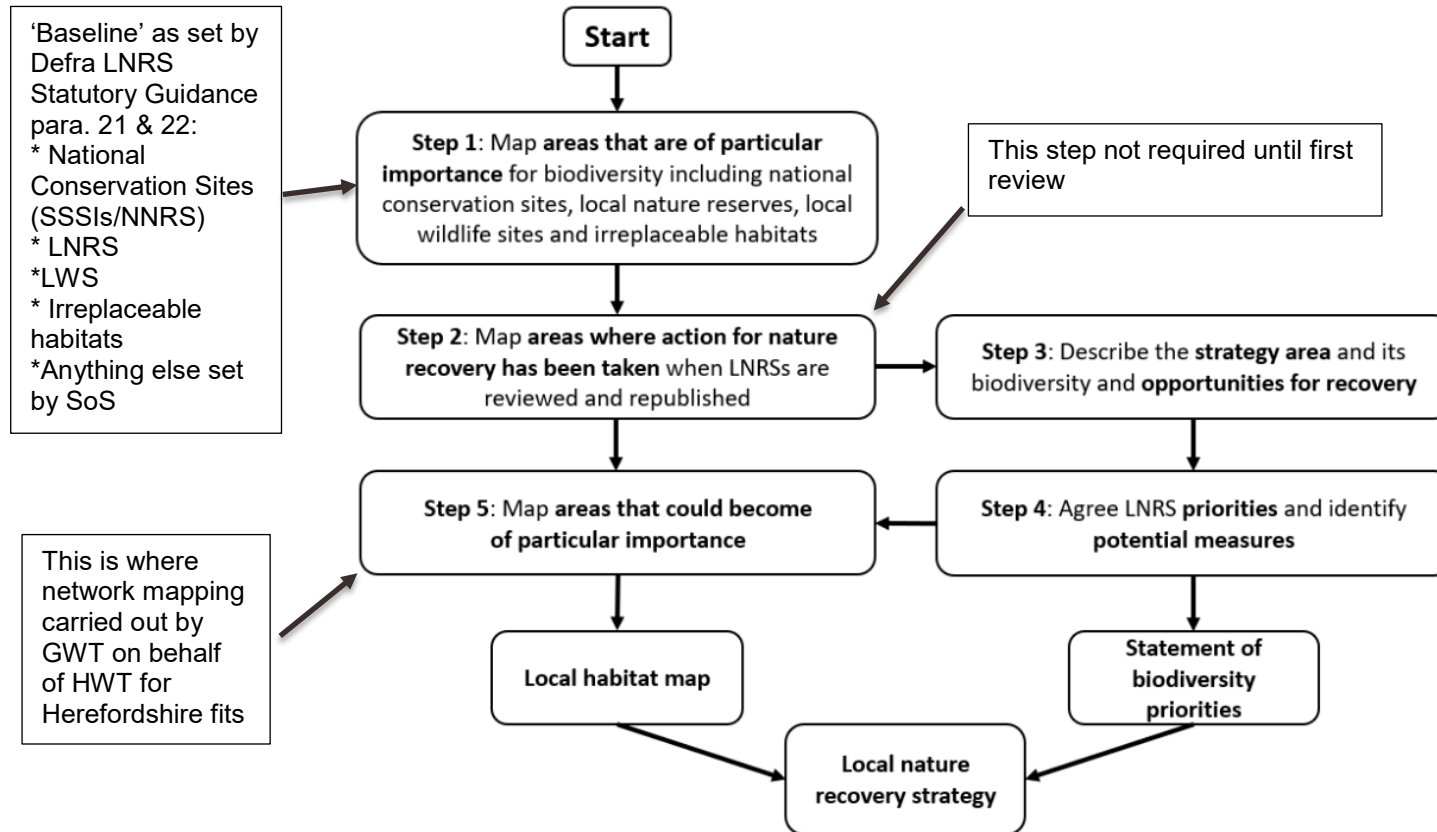 ‘Baseline’ as set by
Defra LNRS
Statutory Guidance
para. 21 & 22:
* National
Conservation Sites
(SSSIs/NNRS)
* LNRS
*LWS
* Irreplaceable
habitats
*Anything else set
by SoS
Start
Step 1: Map areas that are of particular
importance for biodiversity including national
conservation sites, local nature reserves, local
wildlife sites and irreplaceable habitats
This step not required until first
review
Step 2: Map areas where action for nature
recovery has been taken when LNRSs are
reviewed and republished
Step 3: Describe the strategy area and its
biodiversity and opportunities for recovery
Step 5: Map areas that could become
of particular importance
Step 4: Agree LNRS priorities and identify
potential measures
This is where
network mapping
carried out by
GWT on behalf
of HWT for
Herefordshire fits
Local habitat map
Statement of
biodiversity
priorities
Local nature
recovery strategy